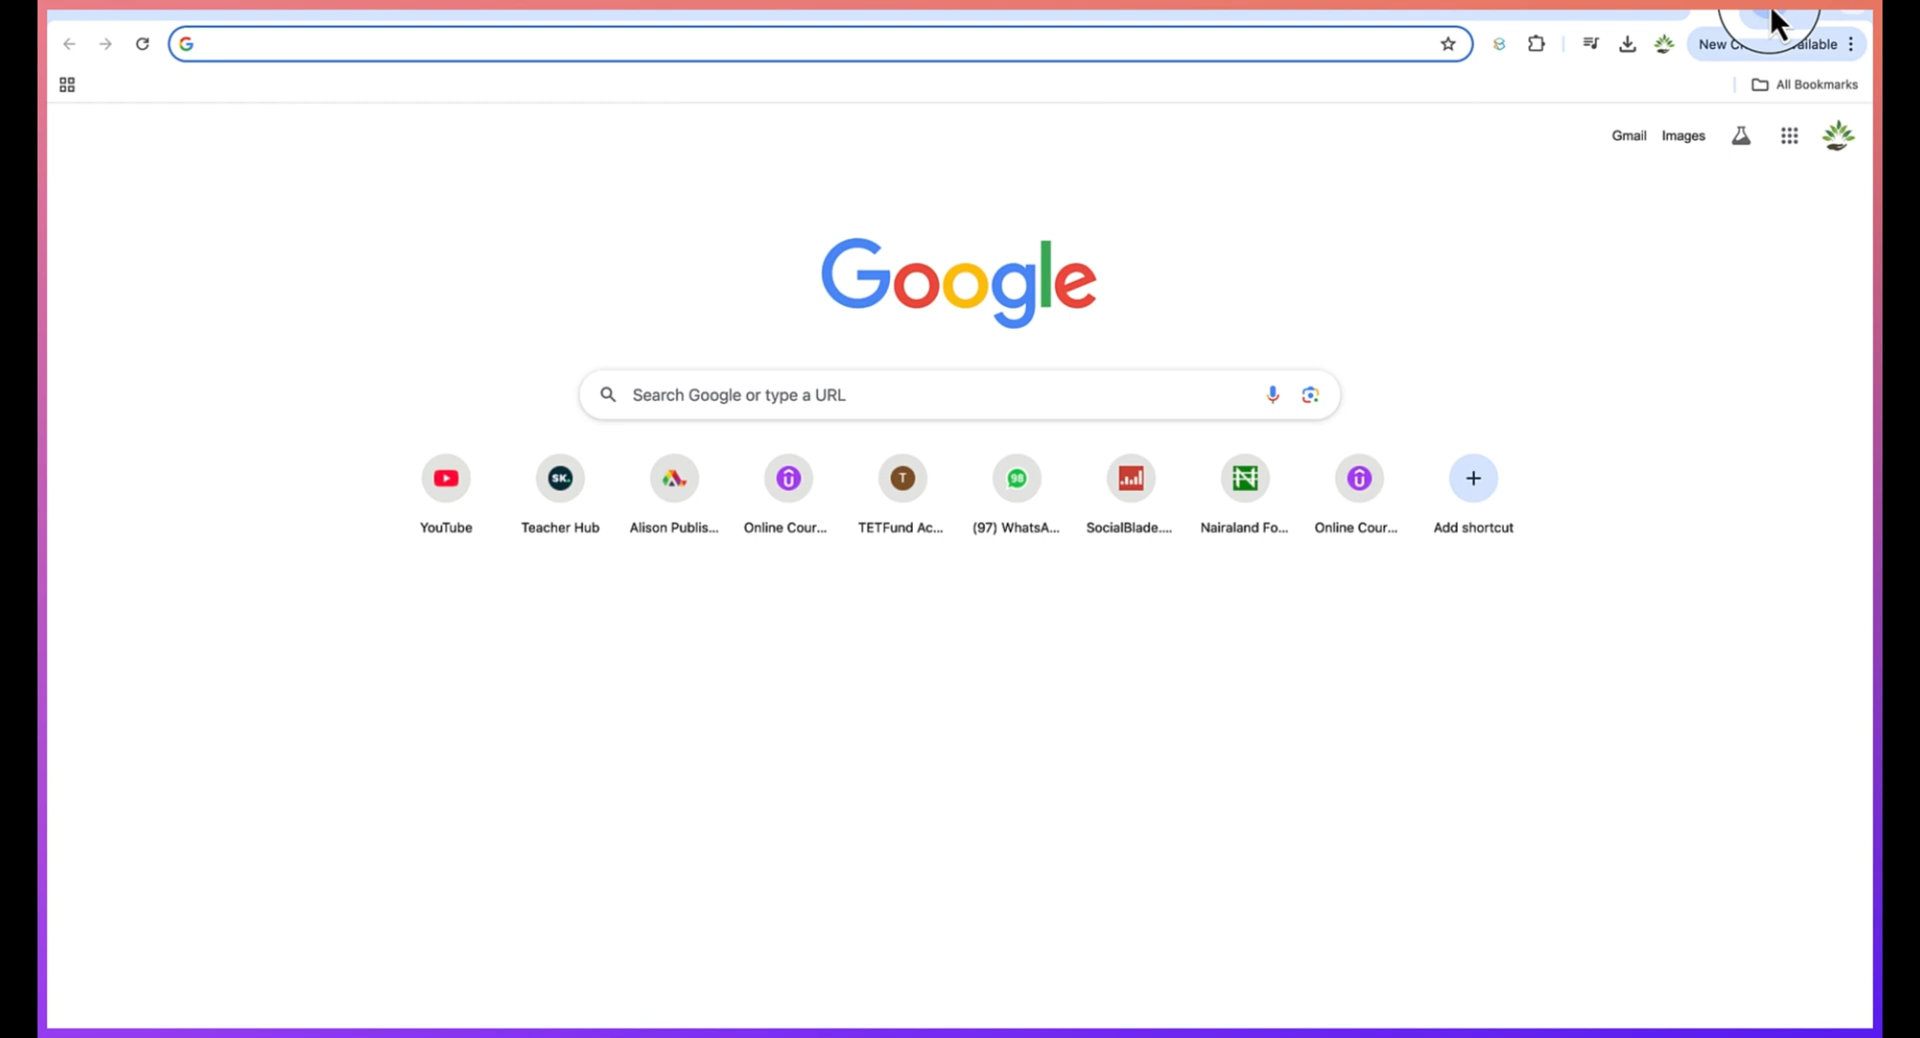 New C ailable
All Bookmarks
Gmail Images
Google
Search Google or type a URL
SK.
T
98
YouTube
Teacher Hub
Alison Publis...
Online Cour...
TETFund Ac...
(97) WhatsA...
SocialBlade....
Nairaland Fo...
Online Cour...
Add shortcut